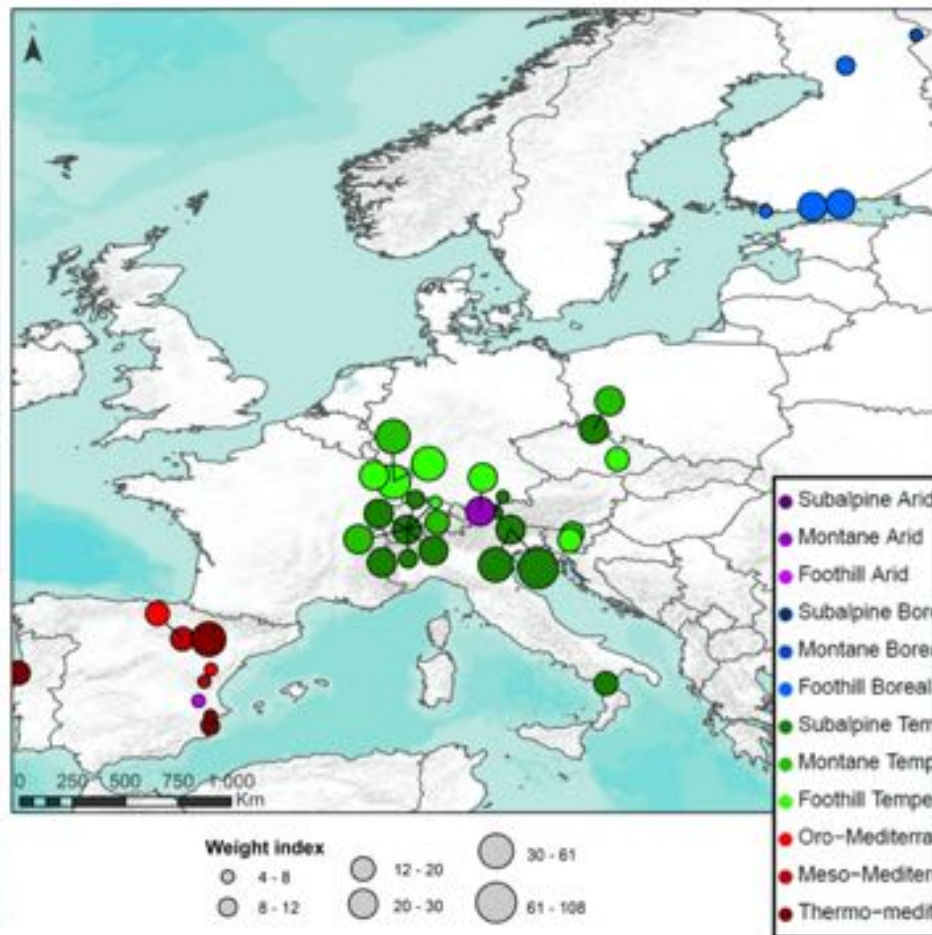 N
Subalpine Arid
Montane Arid
Foothill Arid
Subalpine Bore
Montane Borea
Foothill Boreal
Subalpine Tem
Montane Temp
Foothill Tempe
Oro-Mediterra
Meso-Mediterr
Thermo-medit
0 250 500 750 1 000
Km
Weight index
4 - 8
8 - 12
12 - 20
20 - 30
30 - 61
61 - 108